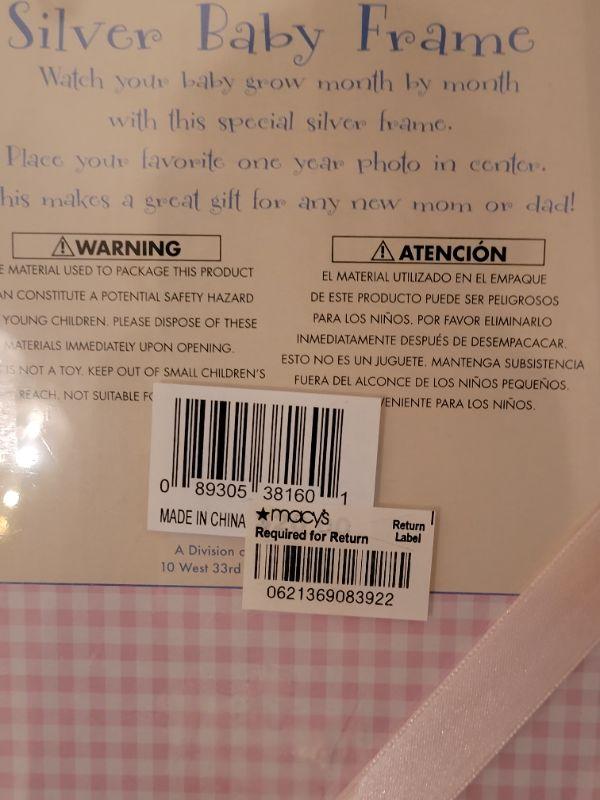 Silver Baby Frame
Watch your baby grow month by month
with this special silver frame.
Place your favorite one year photo in center.
his makes a great gift for any new mom or dad!
WARNING
E MATERIAL USED TO PACKAGE THIS PRODUCT
AN CONSTITUTE A POTENTIAL SAFETY HAZARD
YOUNG CHILDREN. PLEASE DISPOSE OF THESE
MATERIALS IMMEDIATELY UPON OPENING.
IS NOT A TOY. KEEP OUT OF SMALL CHILDREN'S
REACH. NOT SUITABLE FO
ATENCIÓN
EL MATERIAL UTILIZADO EN EL EMPAQUE
DE ESTE PRODUCTO PUEDE SER PELIGROSOS
PARA LOS NIÑOS. POR FAVOR ELIMINARLO
INMEDIATAMENTE DESPUÉS DE DESEMPACACAR.
ESTO NO ES UN JUGUETE. MANTENGA SUBSISTENCIA
FUERA DEL ALCONCE DE LOS NIÑOS PEQUEÑOS.
VENIENTE PARA LOS NIÑOS.
0 89305 38160 1
MADE IN CHINA
A Division
10 West 33rd
macy's
Return
Label
Required for Return
0621369083922